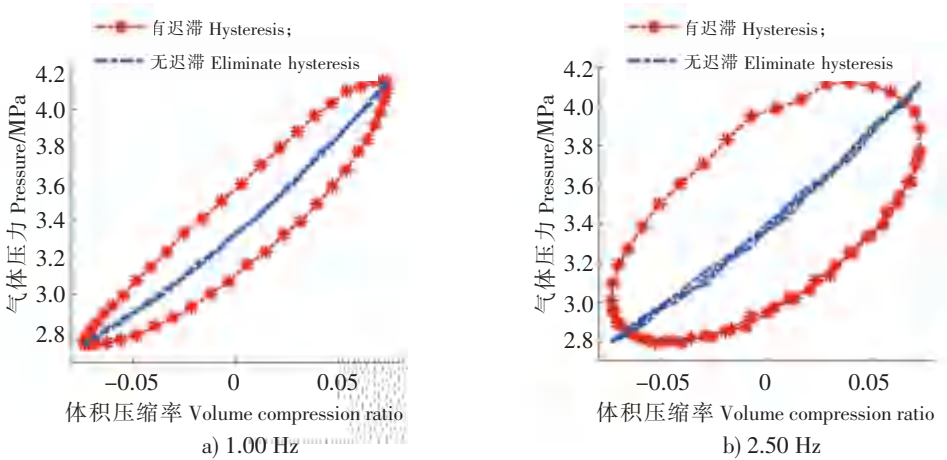 有迟滞 Hysteresis;
无迟滞 Eliminate hysteresis
4.2
4.0
3.8
3.6
3.4
3.2
3.0
2.8
气体压力 Pressure/MPa
-0.05 0 0.05
体积压缩率 Volume compression ratio
a) 1.00 Hz
有迟滞 Hysteresis;
无迟滞 Eliminate hysteresis
4.2
4.0
3.8
3.6
3.4
3.2
3.0
2.8
气体压力 Pressure/MPa
-0.05 0 0.05
体积压缩率 Volume compression ratio
b) 2.50 Hz